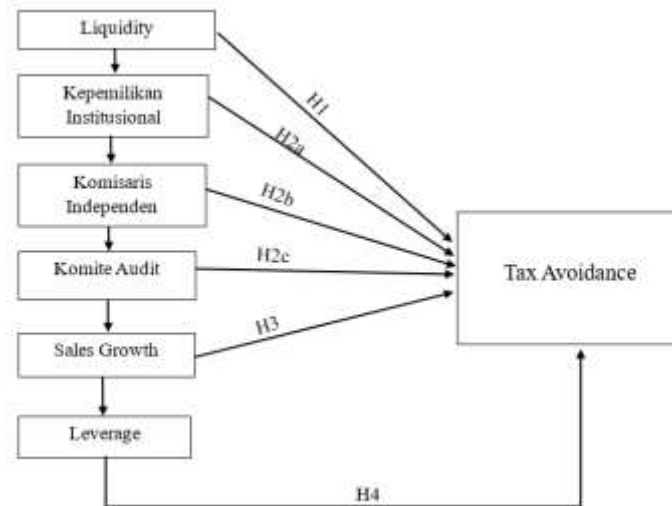 Liquidity
Kepemilikan
Institusional
Komisaris
Independen
Komite Audit
Sales Growth
Leverage
H1
H2a
H2b
H2c
H3
H4
Tax Avoidance